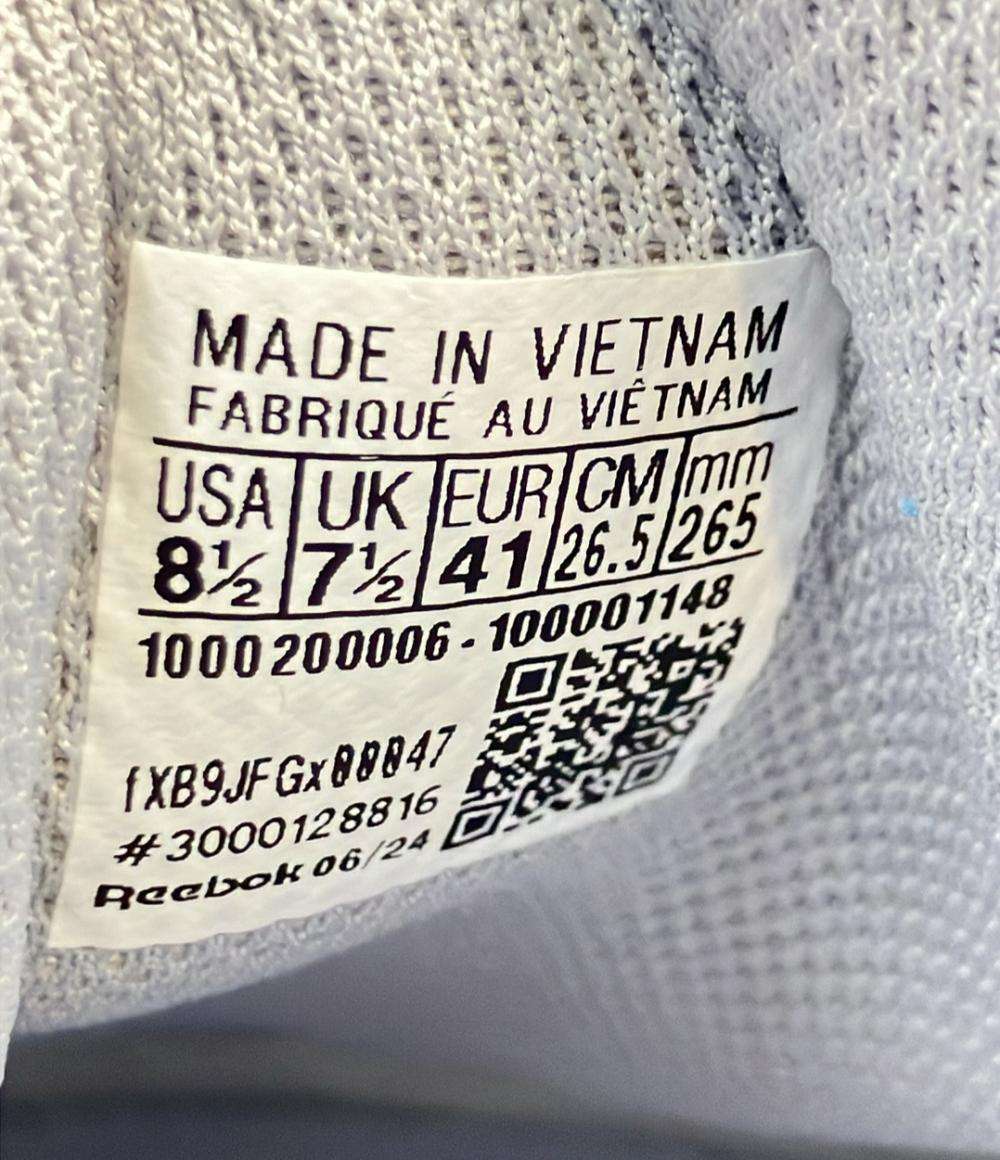 MADE IN VIETNAM
FABRIQUÉ AU VIÊTNAM
USA UK EUR CM mm
8½ 7½ 41 26.5 265
1000200006 - 100001148
fXB9JFGx00047
#3000128816
Reebok 06/24